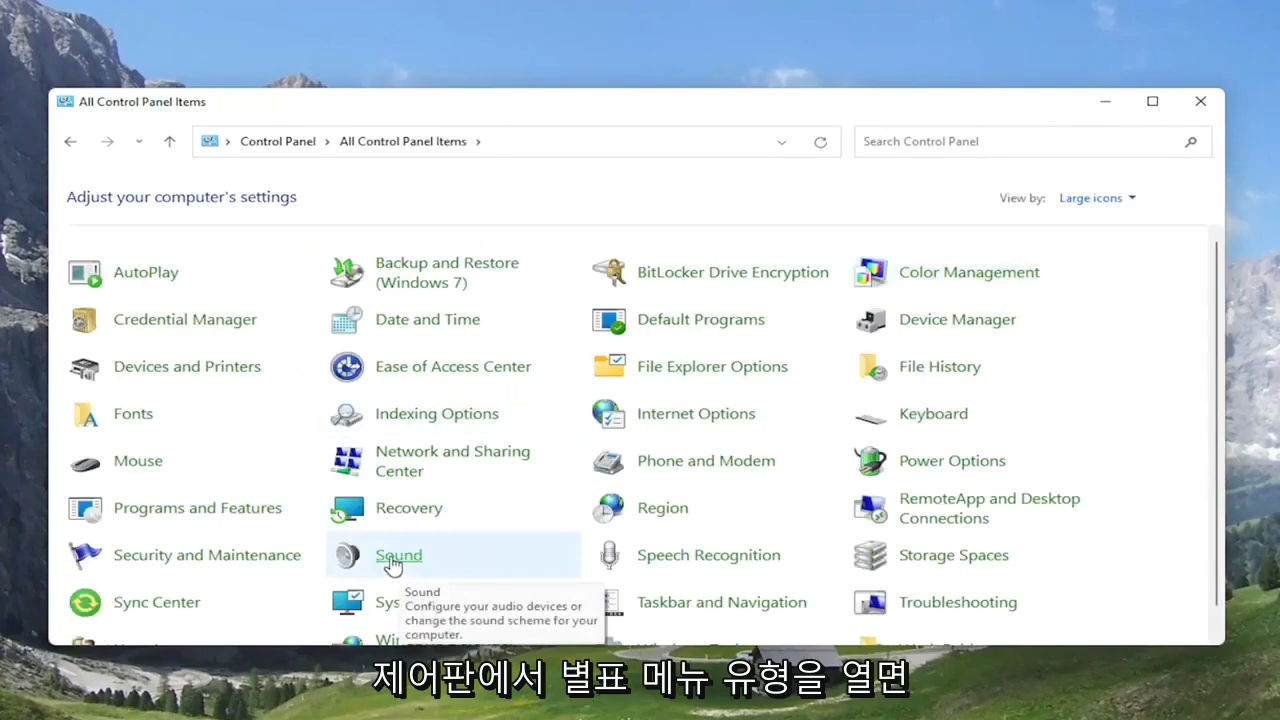 All Control Panel Items
Control Panel > All Control Panel Items >
Search Control Panel
Adjust your computer's settings
View by: Large icons
AutoPlay
Backup and Restore
(Windows 7)
BitLocker Drive Encryption
Color Management
Credential Manager
Date and Time
Default Programs
Device Manager
Devices and Printers
Ease of Access Center
File Explorer Options
File History
Fonts
Indexing Options
Internet Options
Keyboard
Mouse
Network and Sharing
Center
Phone and Modem
Power Options
Programs and Features
Recovery
Region
RemoteApp and Desktop
Connections
Security and Maintenance
Sound
Speech Recognition
Storage Spaces
Sync Center
Sound
Configure your audio devices or
change the sound scheme for your
computer.
Taskbar and Navigation
Troubleshooting
제어판에서 별표 메뉴 유형을 열면